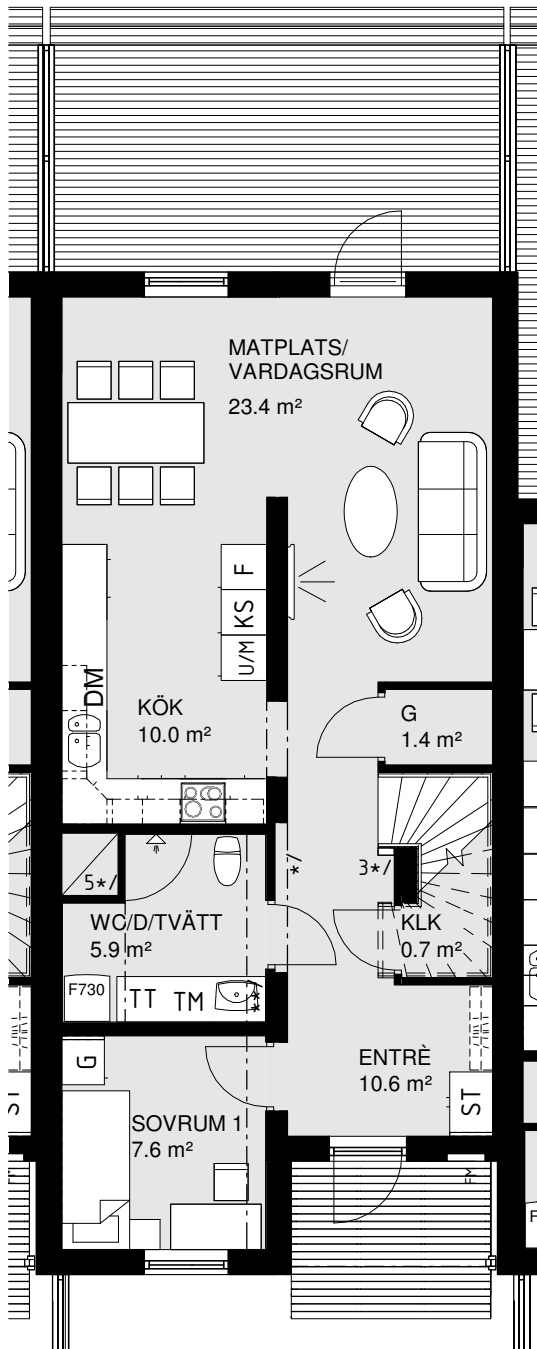 MATPLATS/
VARDAGSRUM
23.4 m²
F
KS
U/M
DM
KÖK
10.0 m²
G
1.4 m²
5*/
*/
3*/
WC/D/TVÄTT
5.9 m²
KLK
0.7 m²
F730
TT
TM
**/
G
ENTRÈ
10.6 m²
ST
ST
SOVRUM 1
7.6 m²
FM
F